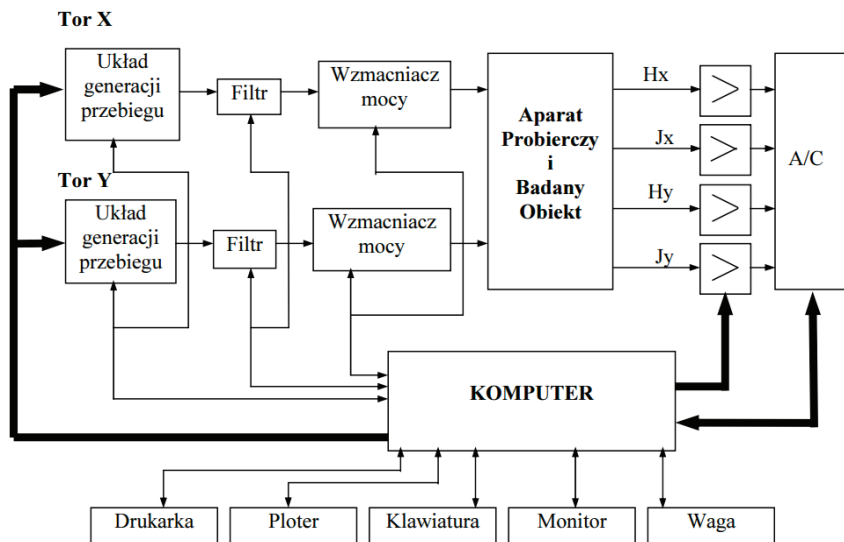 Tor X
Układ
generacji
przebiegu
Filtr
Wzmacniacz
mocy
Aparat
Probierczy
i
Badany
Obiekt
Hx
Jx
Hy
Jy
A/C
Tor Y
Układ
generacji
przebiegu
Filtr
Wzmacniacz
mocy
KOMPUTER
Drukarka
Ploter
Klawiatura
Monitor
Waga